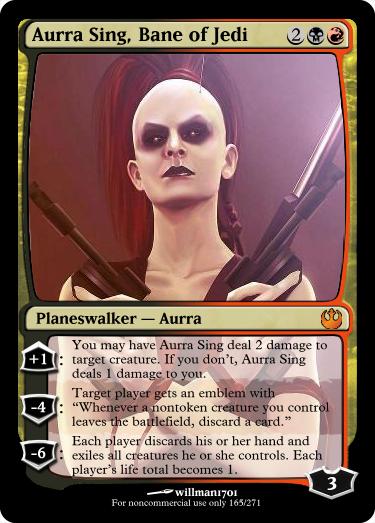 Aurra Sing, Bane of Jedi 2
Planeswalker — Aurra
+1: You may have Aurra Sing deal 2 damage to
target creature. If you don't, Aurra Sing
deals 1 damage to you.
-4: Target player gets an emblem with
“Whenever a nontoken creature you control
leaves the battlefield, discard a card.”
-6: Each player discards his or her hand and
exiles all creatures he or she controls. Each
player's life total becomes 1.
3
willman1701
For noncommercial use only 165/271